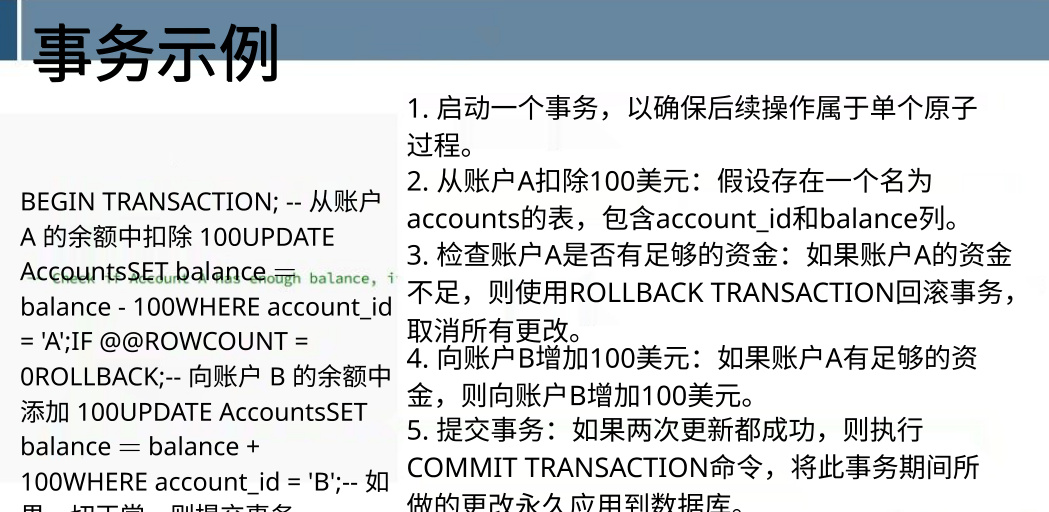 事务示例
BEGIN TRANSACTION; -- 从账户
A 的余额中扣除 100UPDATE
AccountsSET balance =
Check if Account A has enough balance, i
balance - 100WHERE account_id
= 'A';IF @@ROWCOUNT =
0ROLLBACK;-- 向账户 B 的余额中
添加 100UPDATE AccountsSET
balance = balance +
100WHERE account_id = 'B';-- 如
果一切正常，则提交事务
1. 启动一个事务，以确保后续操作属于单个原子
过程。
2. 从账户A扣除100美元：假设存在一个名为
accounts的表，包含account_id和balance列。
3. 检查账户A是否有足够的资金：如果账户A的资金
不足，则使用ROLLBACK TRANSACTION回滚事务，
取消所有更改。
4. 向账户B增加100美元：如果账户A有足够的资
金，则向账户B增加100美元。
5. 提交事务：如果两次更新都成功，则执行
COMMIT TRANSACTION命令，将此事务期间所
做的更改永久应用到数据库。